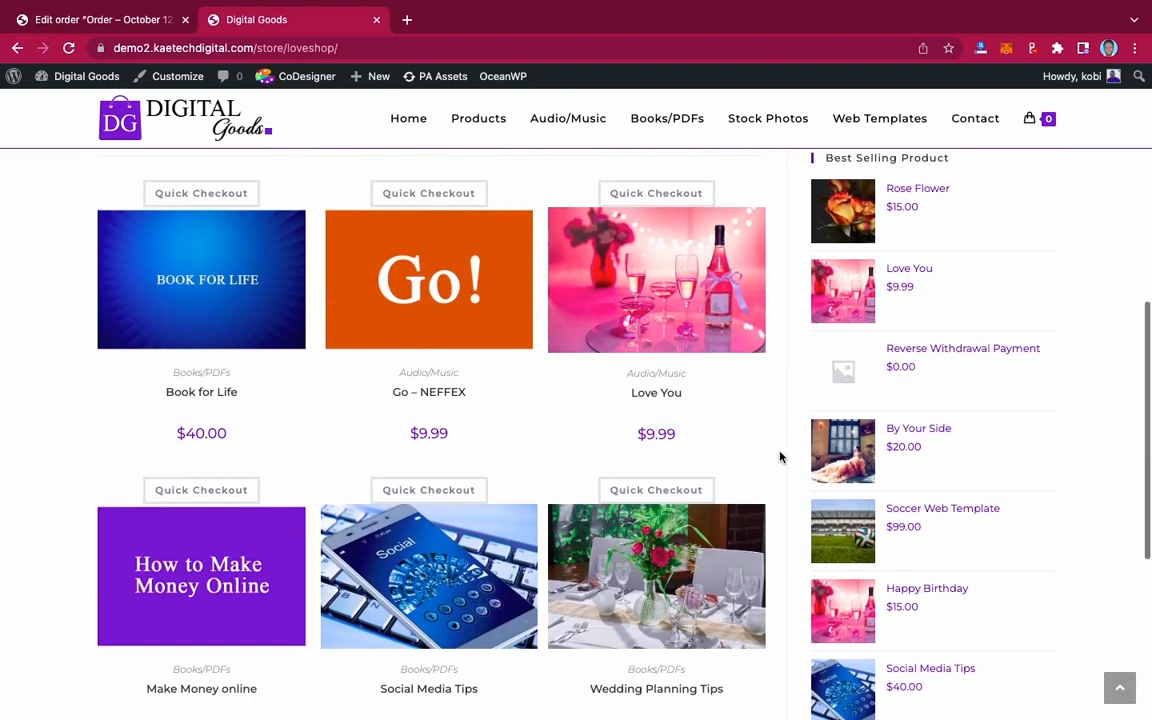 Edit order “Order – October 12
Digital Goods
demo2.kaetechdigital.com/store/loveshop/
Digital Goods
Customize
0
CoDesigner
New
PA Assets
OceanWP
Howdy, kobi
DG
DIGITAL
Goods
Home
Products
Audio/Music
Books/PDFs
Stock Photos
Web Templates
Contact
0
Quick Checkout
Quick Checkout
Quick Checkout
BOOK FOR LIFE
Go!
Books/PDFs
Audio/Music
Audio/Music
Book for Life
Go – NEFFEX
Love You
$40.00
$9.99
$9.99
Quick Checkout
Quick Checkout
Quick Checkout
How to Make
Money Online
Social
Books/PDFs
Books/PDFs
Books/PDFs
Make Money online
Social Media Tips
Wedding Planning Tips
Best Selling Product
Rose Flower
$15.00
Love You
$9.99
Reverse Withdrawal Payment
$0.00
By Your Side
$20.00
Soccer Web Template
$99.00
Happy Birthday
$15.00
Social Media Tips
$40.00